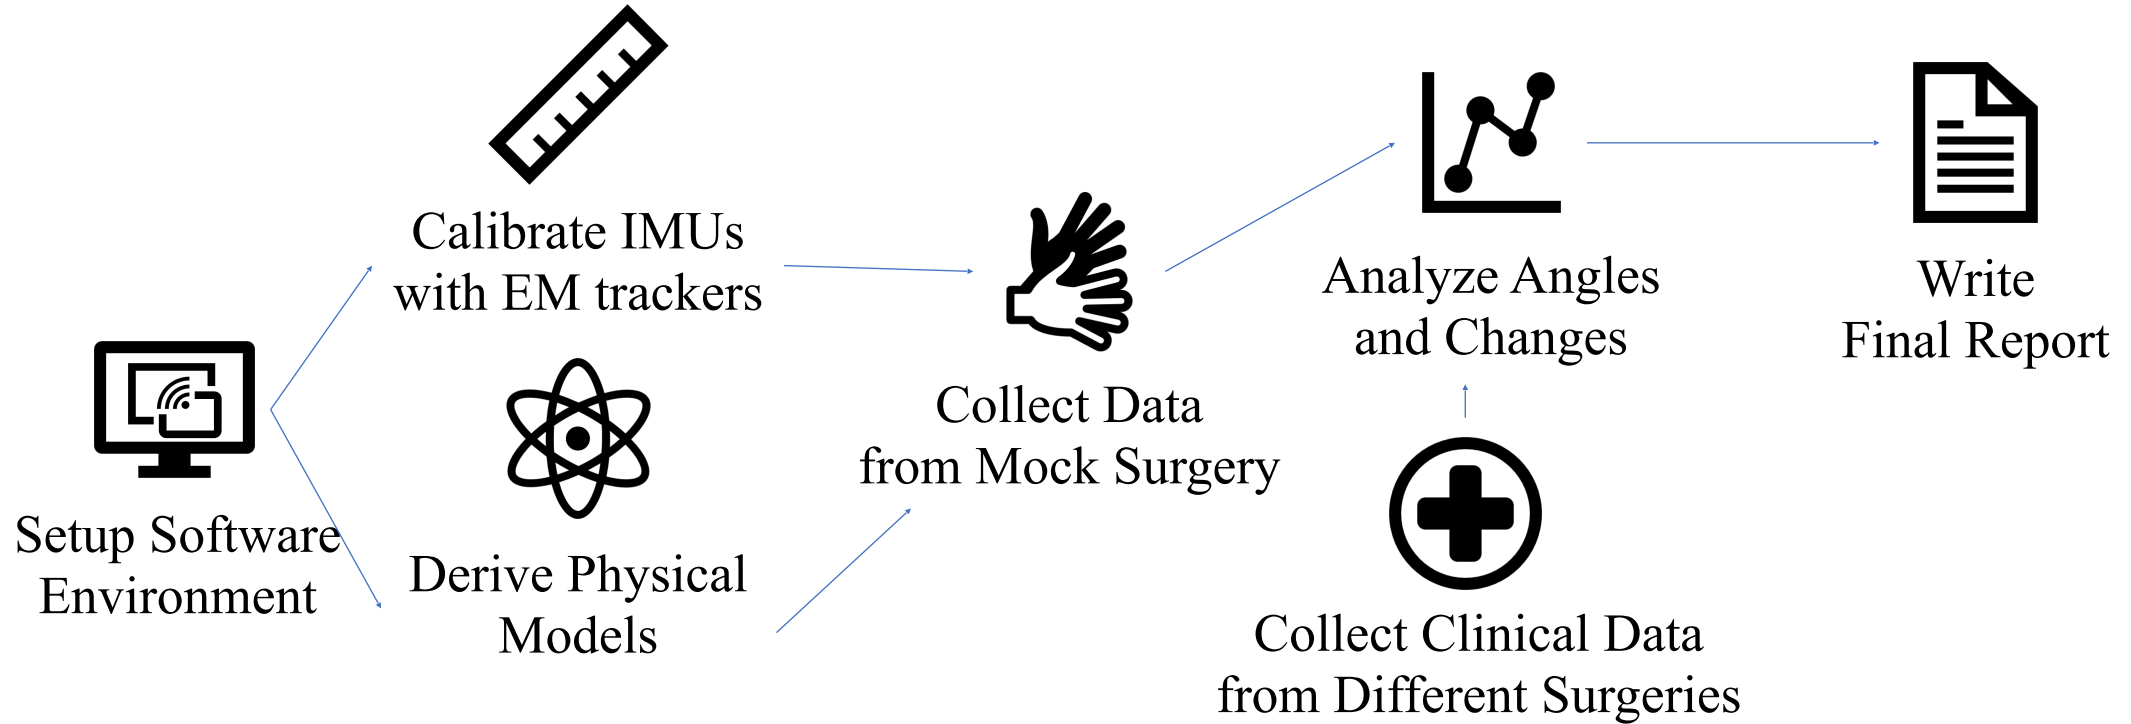 Calibrate IMUs
with EM trackers
Setup Software
Environment
Derive Physical
Models
Collect Data
from Mock Surgery
Analyze Angles
and Changes
Collect Clinical Data
from Different Surgeries
Write
Final Report